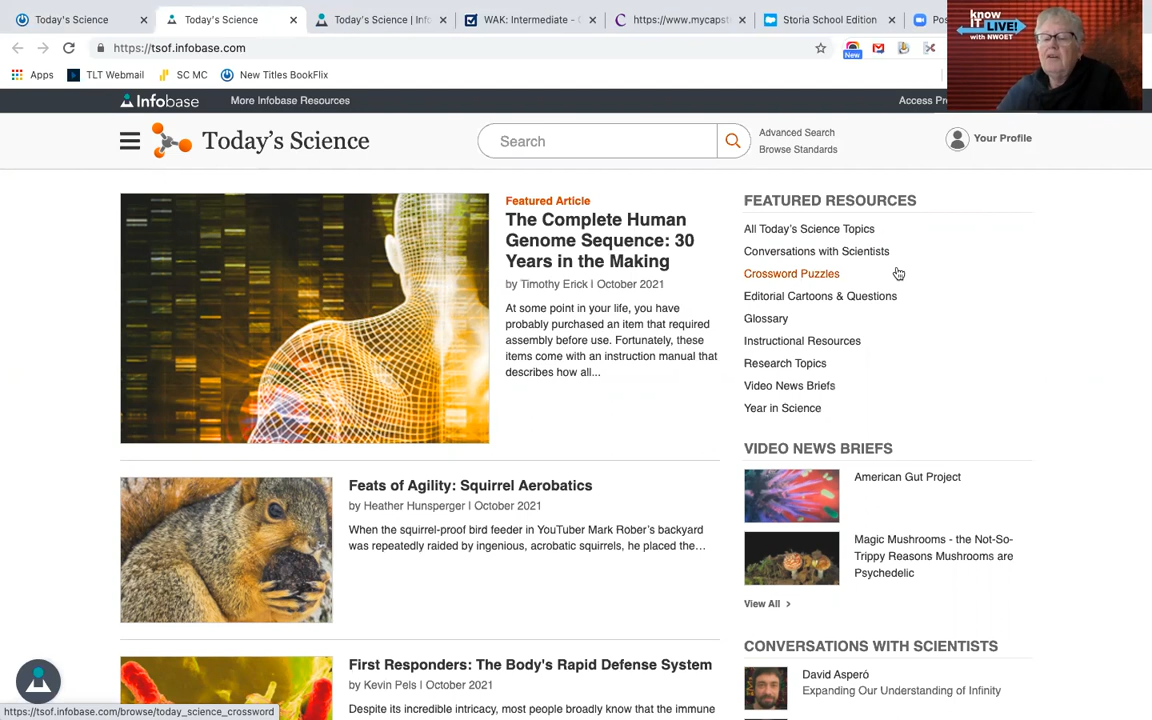 Today's Science
Today's Science
Today's Science | Info
WAK: Intermediate -
https://www.mycapst
Storia School Edition
Pos
https://tsof.infobase.com
New
Apps
TLT Webmail
SC MC
New Titles BookFlix
know
IT LIVE!
with NWOET
Infobase
More Infobase Resources
Access Pr
Today's Science
Search
Advanced Search
Browse Standards
Your Profile
Featured Article
The Complete Human
Genome Sequence: 30
Years in the Making
by Timothy Erick | October 2021
At some point in your life, you have
probably purchased an item that required
assembly before use. Fortunately, these
items come with an instruction manual that
describes how all...
Feats of Agility: Squirrel Aerobatics
by Heather Hunsperger | October 2021
When the squirrel-proof bird feeder in YouTuber Mark Rober's backyard
was repeatedly raided by ingenious, acrobatic squirrels, he placed the...
First Responders: The Body's Rapid Defense System
by Kevin Pels | October 2021
Despite its incredible intricacy, most people broadly know that the immune
FEATURED RESOURCES
All Today's Science Topics
Conversations with Scientists
Crossword Puzzles
Editorial Cartoons & Questions
Glossary
Instructional Resources
Research Topics
Video News Briefs
Year in Science
VIDEO NEWS BRIEFS
American Gut Project
Magic Mushrooms - the Not-So-
Trippy Reasons Mushrooms are
Psychedelic
View All >
CONVERSATIONS WITH SCIENTISTS
David Asperó
Expanding Our Understanding of Infinity
https://tsof.infobase.com/browse/today_science_crossword